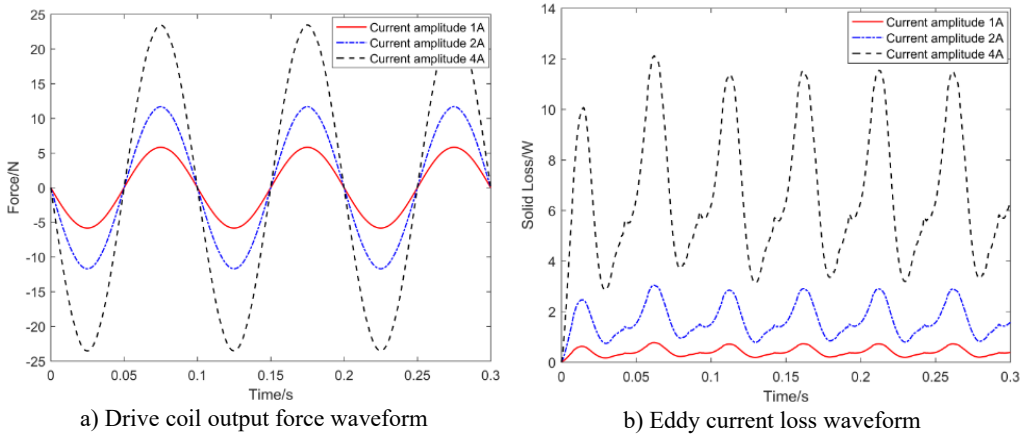 25
20
15
10
5
0
-5
-10
-15
-20
-25
Force/N
0
0.05
0.1
0.15
0.2
0.25
0.3
Time/s
Current amplitude 1A
Current amplitude 2A
Current amplitude 4A
a) Drive coil output force waveform
14
12
10
8
6
4
2
0
Solid Loss/W
0
0.05
0.1
0.15
0.2
0.25
0.3
Time/s
Current amplitude 1A
Current amplitude 2A
Current amplitude 4A
b) Eddy current loss waveform